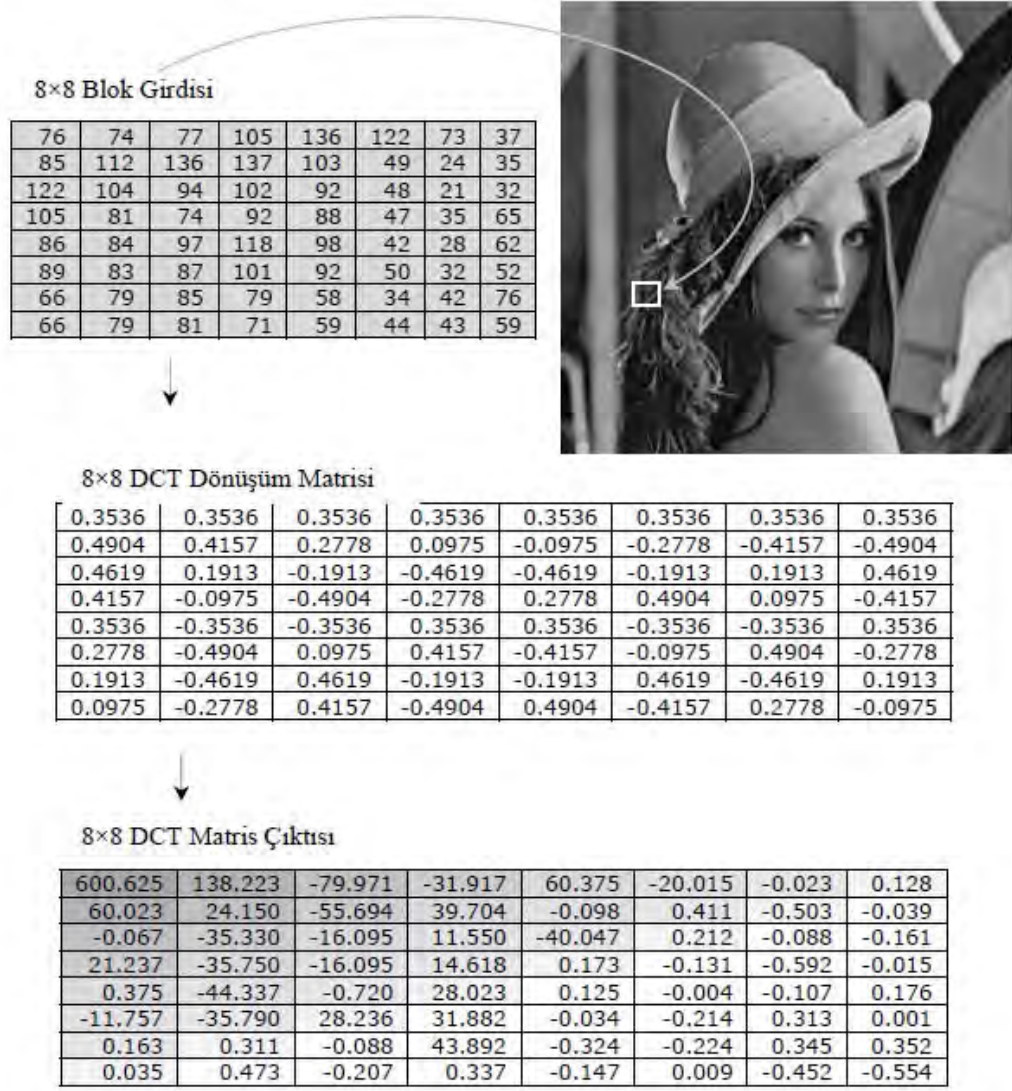 8×8 Blok Girdisi
76 74 77 105 136 122 73 37
85 112 136 137 103 49 24 35
122 104 94 102 92 48 21 32
105 81 74 92 88 47 35 65
86 84 97 118 98 42 28 62
89 83 87 101 92 50 32 52
66 79 85 79 58 34 42 76
66 79 81 71 59 44 43 59
8×8 DCT Dönüşüm Matrisi
0.3536 0.3536 0.3536 0.3536 0.3536 0.3536 0.3536 0.3536
0.4904 0.4157 0.2778 0.0975 -0.0975 -0.2778 -0.4157 -0.4904
0.4619 0.1913 -0.1913 -0.4619 -0.4619 -0.1913 0.1913 0.4619
0.4157 -0.0975 -0.4904 -0.2778 0.2778 0.4904 0.0975 -0.4157
0.3536 -0.3536 -0.3536 0.3536 0.3536 -0.3536 -0.3536 0.3536
0.2778 -0.4904 0.0975 0.4157 -0.4157 -0.0975 0.4904 -0.2778
0.1913 -0.4619 0.4619 -0.1913 -0.1913 0.4619 -0.4619 0.1913
0.0975 -0.2778 0.4157 -0.4904 0.4904 -0.4157 0.2778 -0.0975
8×8 DCT Matris Çıktısı
600.625 138.223 -79.971 -31.917 60.375 -20.015 -0.023 0.128
60.023 24.150 -55.694 39.704 -0.098 0.411 -0.503 -0.039
-0.067 -35.330 -16.095 11.550 -40.047 0.212 -0.088 -0.161
21.237 -35.750 -16.095 14.618 0.173 -0.131 -0.592 -0.015
0.375 -44.337 -0.720 28.023 0.125 -0.004 -0.107 0.176
-11.757 -35.790 28.236 31.882 -0.034 -0.214 0.313 0.001
0.163 0.311 -0.088 43.892 -0.324 -0.224 0.345 0.352
0.035 0.473 -0.207 0.337 -0.147 0.009 -0.452 -0.554